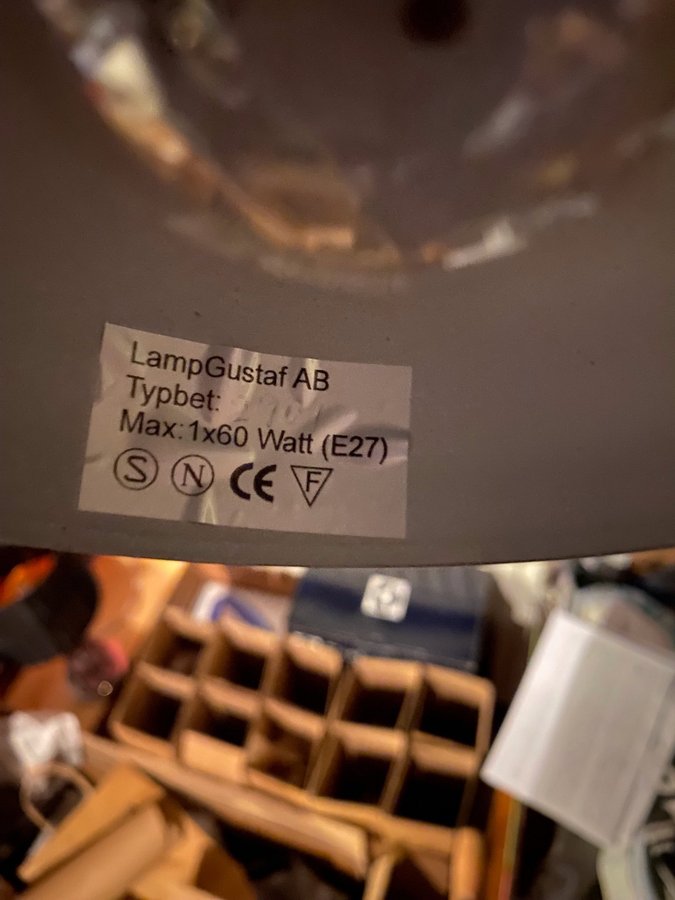 LampGustaf AB
Typbet:
Max:1x60 Watt (E27)
S N CE F